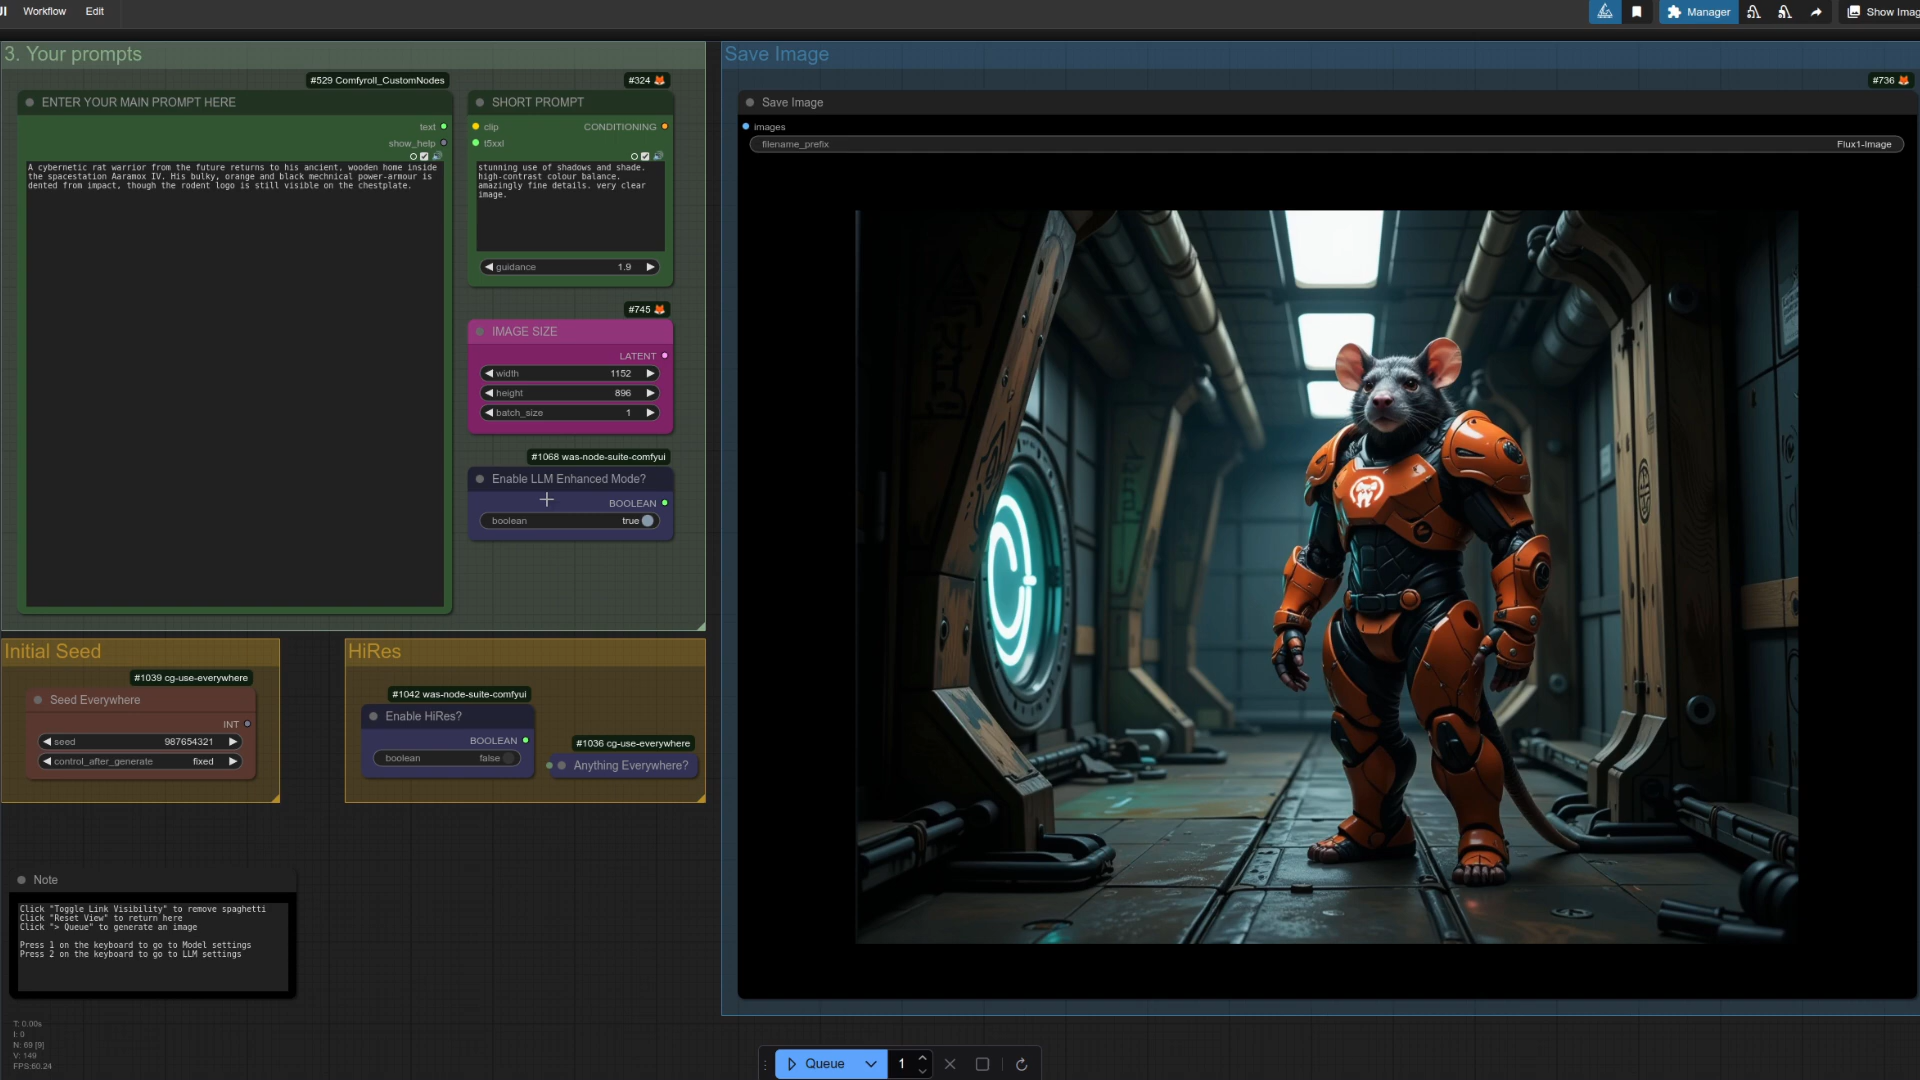 UI Workflow Edit
Manager
Show Imag
3. Your prompts
#529 Comfyroll_CustomNodes
ENTER YOUR MAIN PROMPT HERE
text
show_help
A cybernetic rat warrior from the future returns to his ancient, wooden home inside
the spacestation Aaramox IV. His bulky, orange and black mechnical power-armour is
dented from impact, though the rodent logo is still visible on the chestplate.
#324
SHORT PROMPT
clip CONDITIONING
t5xxl
stunning use of shadows and shade.
high-contrast colour balance.
amazingly fine details. very clear
image.
guidance 1.9
#745
IMAGE SIZE
LATENT
width 1152
height 896
batch_size 1
#1068 was-node-suite-comfyui
Enable LLM Enhanced Mode?
BOOLEAN
boolean true
Initial Seed
#1039 cg-use-everywhere
Seed Everywhere
INT
seed 987654321
control_after_generate fixed
HiRes
#1042 was-node-suite-comfyui
Enable HiRes?
BOOLEAN
boolean false
#1036 cg-use-everywhere
Anything Everywhere?
Note
Click "Toggle Link Visibility" to remove spaghetti
Click "Reset View" to return here
Click "> Queue" to generate an image
Press 1 on the keyboard to go to Model settings
Press 2 on the keyboard to go to LLM settings
T: 0.00s
I: 0
N: 69 [9]
V: 149
FPS:60.24
Save Image
#736
Save Image
images
filename_prefix Flux1-Image
Queue 1